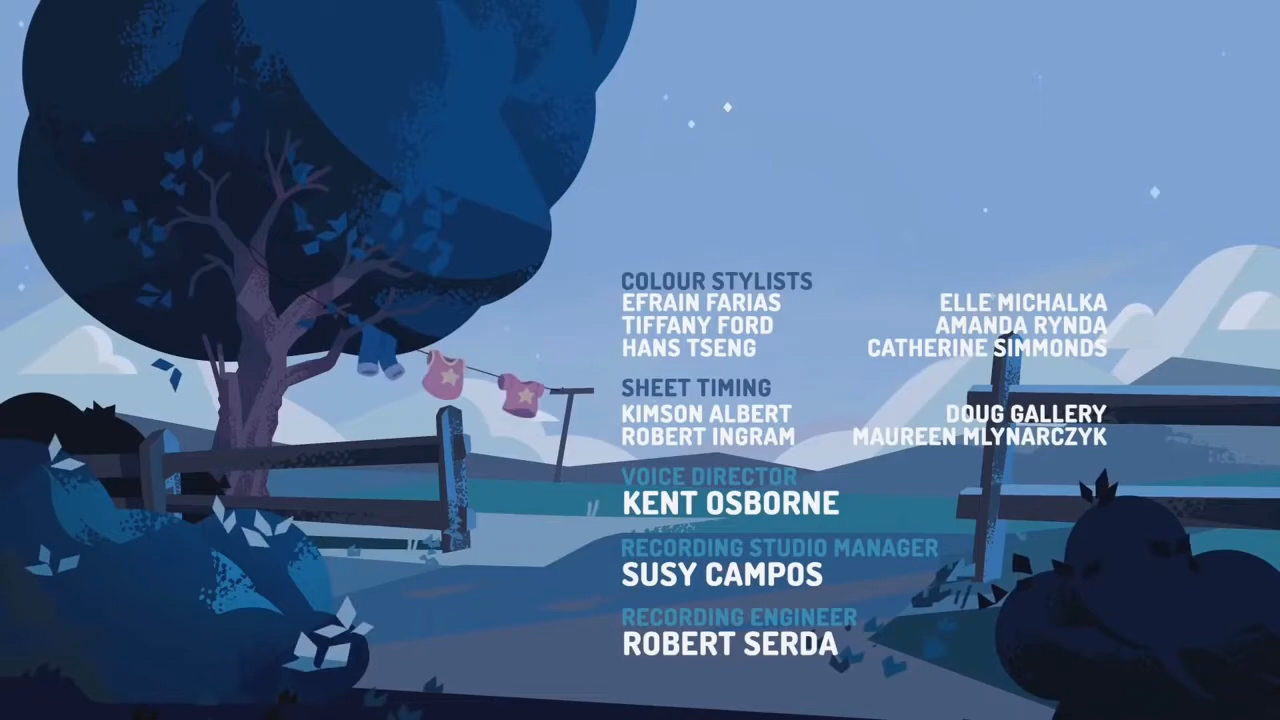 COLOUR STYLISTS
EFRAIN FARIAS ELLE MICHALKA
TIFFANY FORD AMANDA RYNDA
HANS TSENG CATHERINE SIMMONDS
SHEET TIMING
KIMSON ALBERT DOUG GALLERY
ROBERT INGRAM MAUREEN MLYNARCZYK
VOICE DIRECTOR
KENT OSBORNE
RECORDING STUDIO MANAGER
SUSY CAMPOS
RECORDING ENGINEER
ROBERT SERDA